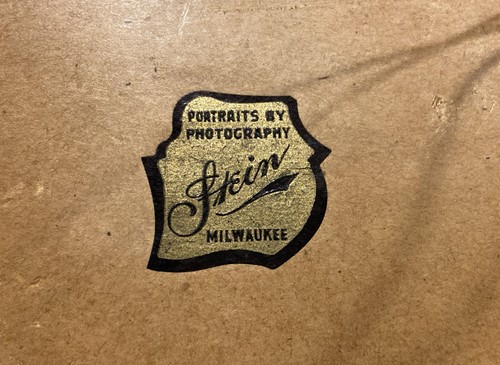 PORTRAITS BY
PHOTOGRAPHY
Stein
MILWAUKEE